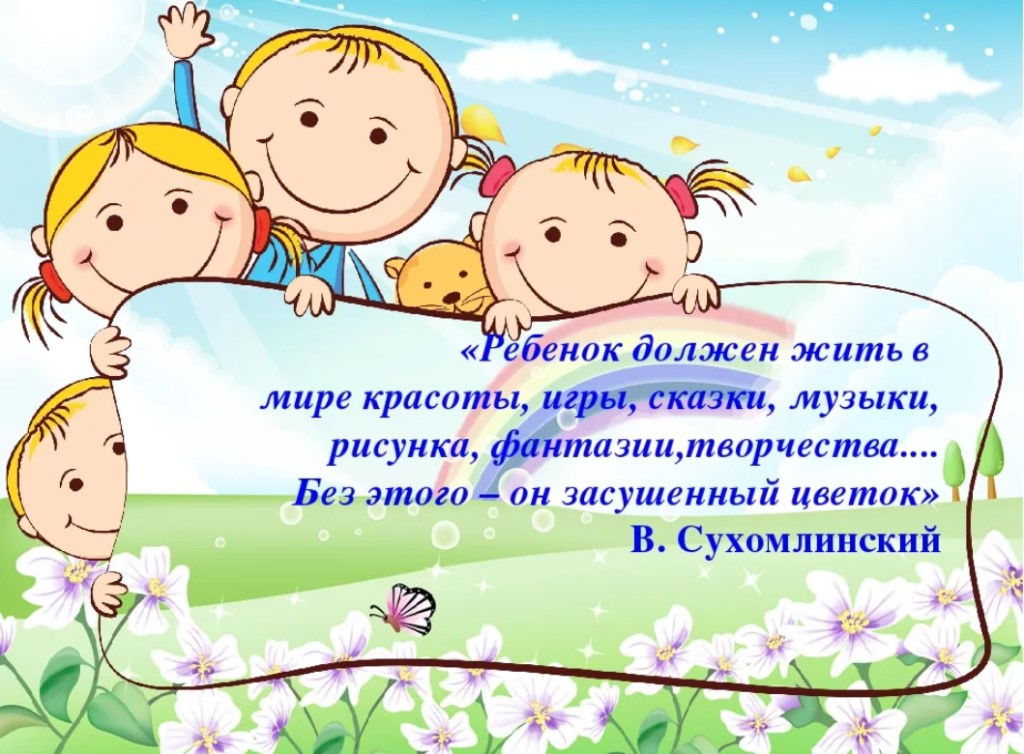 «Ребенок должен жить в
мире красоты, игры, сказки, музыки,
рисунка, фантазии,творчества....
Без этого – он засушенный цветок»
В. Сухомлинский